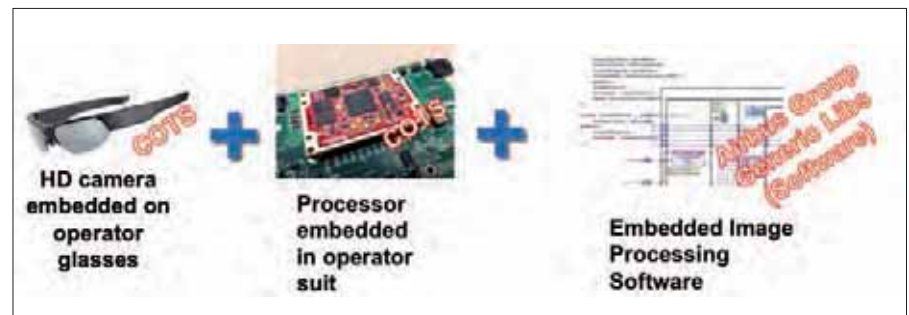 COTS
HD camera
embedded on
operator
glasses
COTS
Processor
embedded
in operator
suit
Airbus Group
Generic Libs
(Software)
Embedded Image
Processing
Software